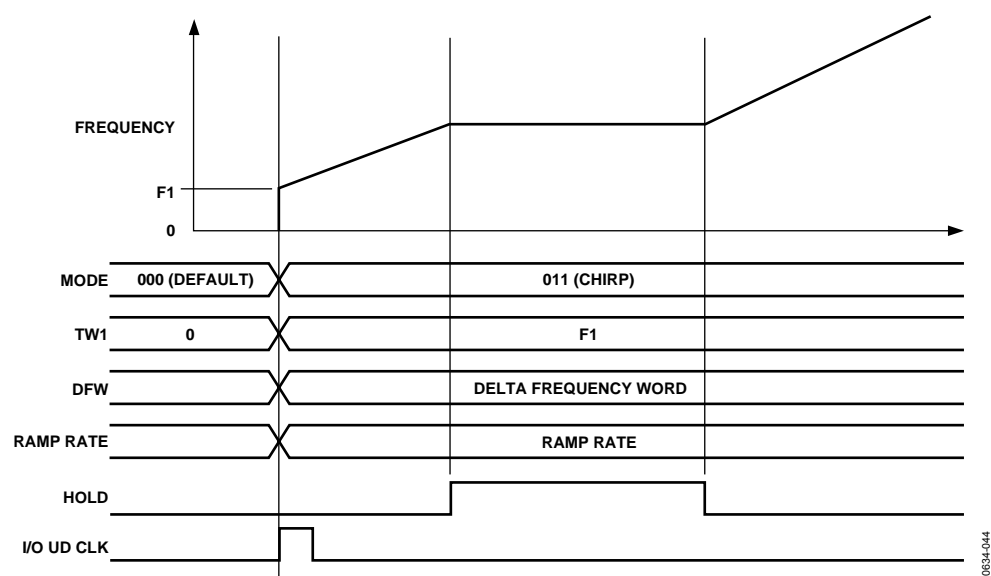 FREQUENCY
F1
0
MODE 000 (DEFAULT) 011 (CHIRP)
TW1 0 F1
DFW DELTA FREQUENCY WORD
RAMP RATE RAMP RATE
HOLD
I/O UD CLK
0634-044